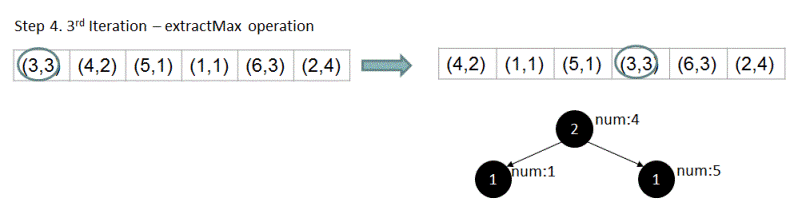 Step 4. 3rd Iteration – extractMax operation
(3,3) (4,2) (5,1) (1,1) (6,3) (2,4)
(4,2) (1,1) (5,1) (3,3) (6,3) (2,4)
2 num:4
1 num:1
1 num:5